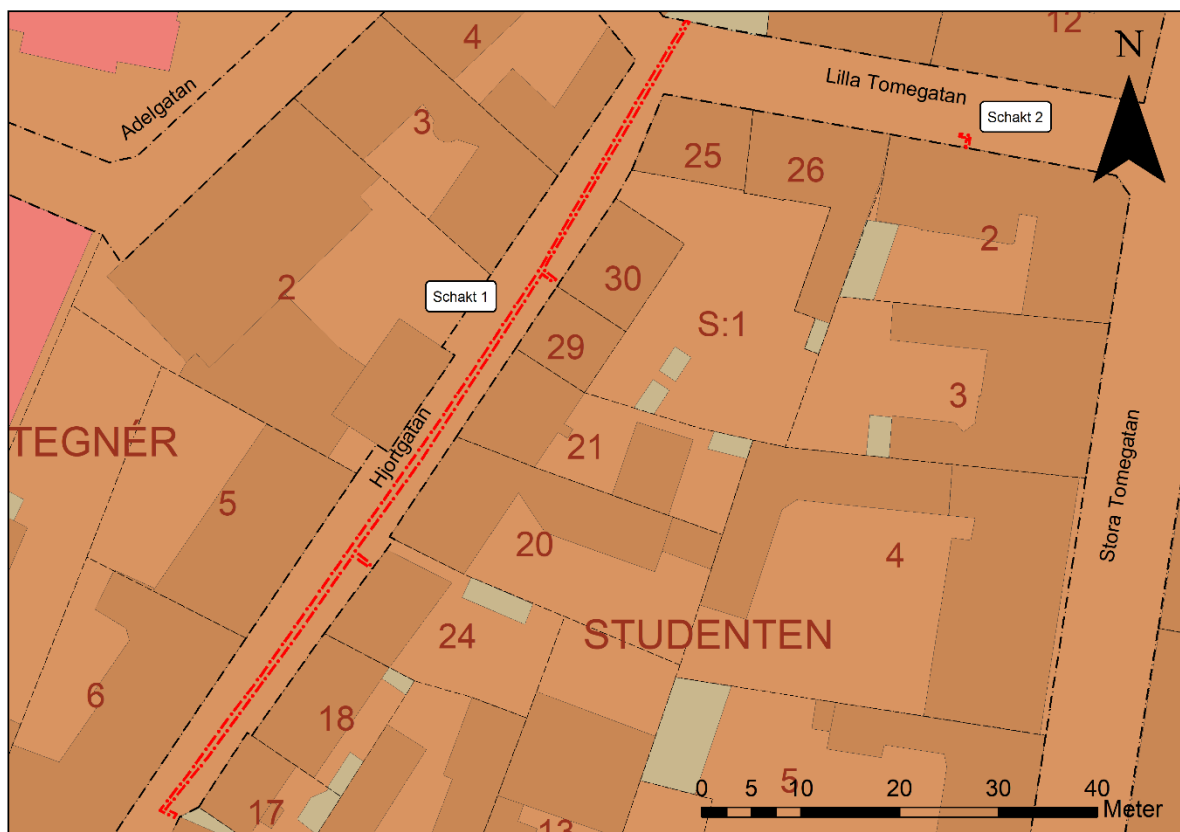 12
4
N
Adelgatan
Lilla Tomegatan
Schakt 2
3
25
26
2
2
30
Schakt 1
S:1
29
3
Hjortgatan
TEGNÉR
21
5
Stora Tomegatan
20
4
24
STUDENTEN
6
18
5
0 5 10 20 30 40
Meter
17
13